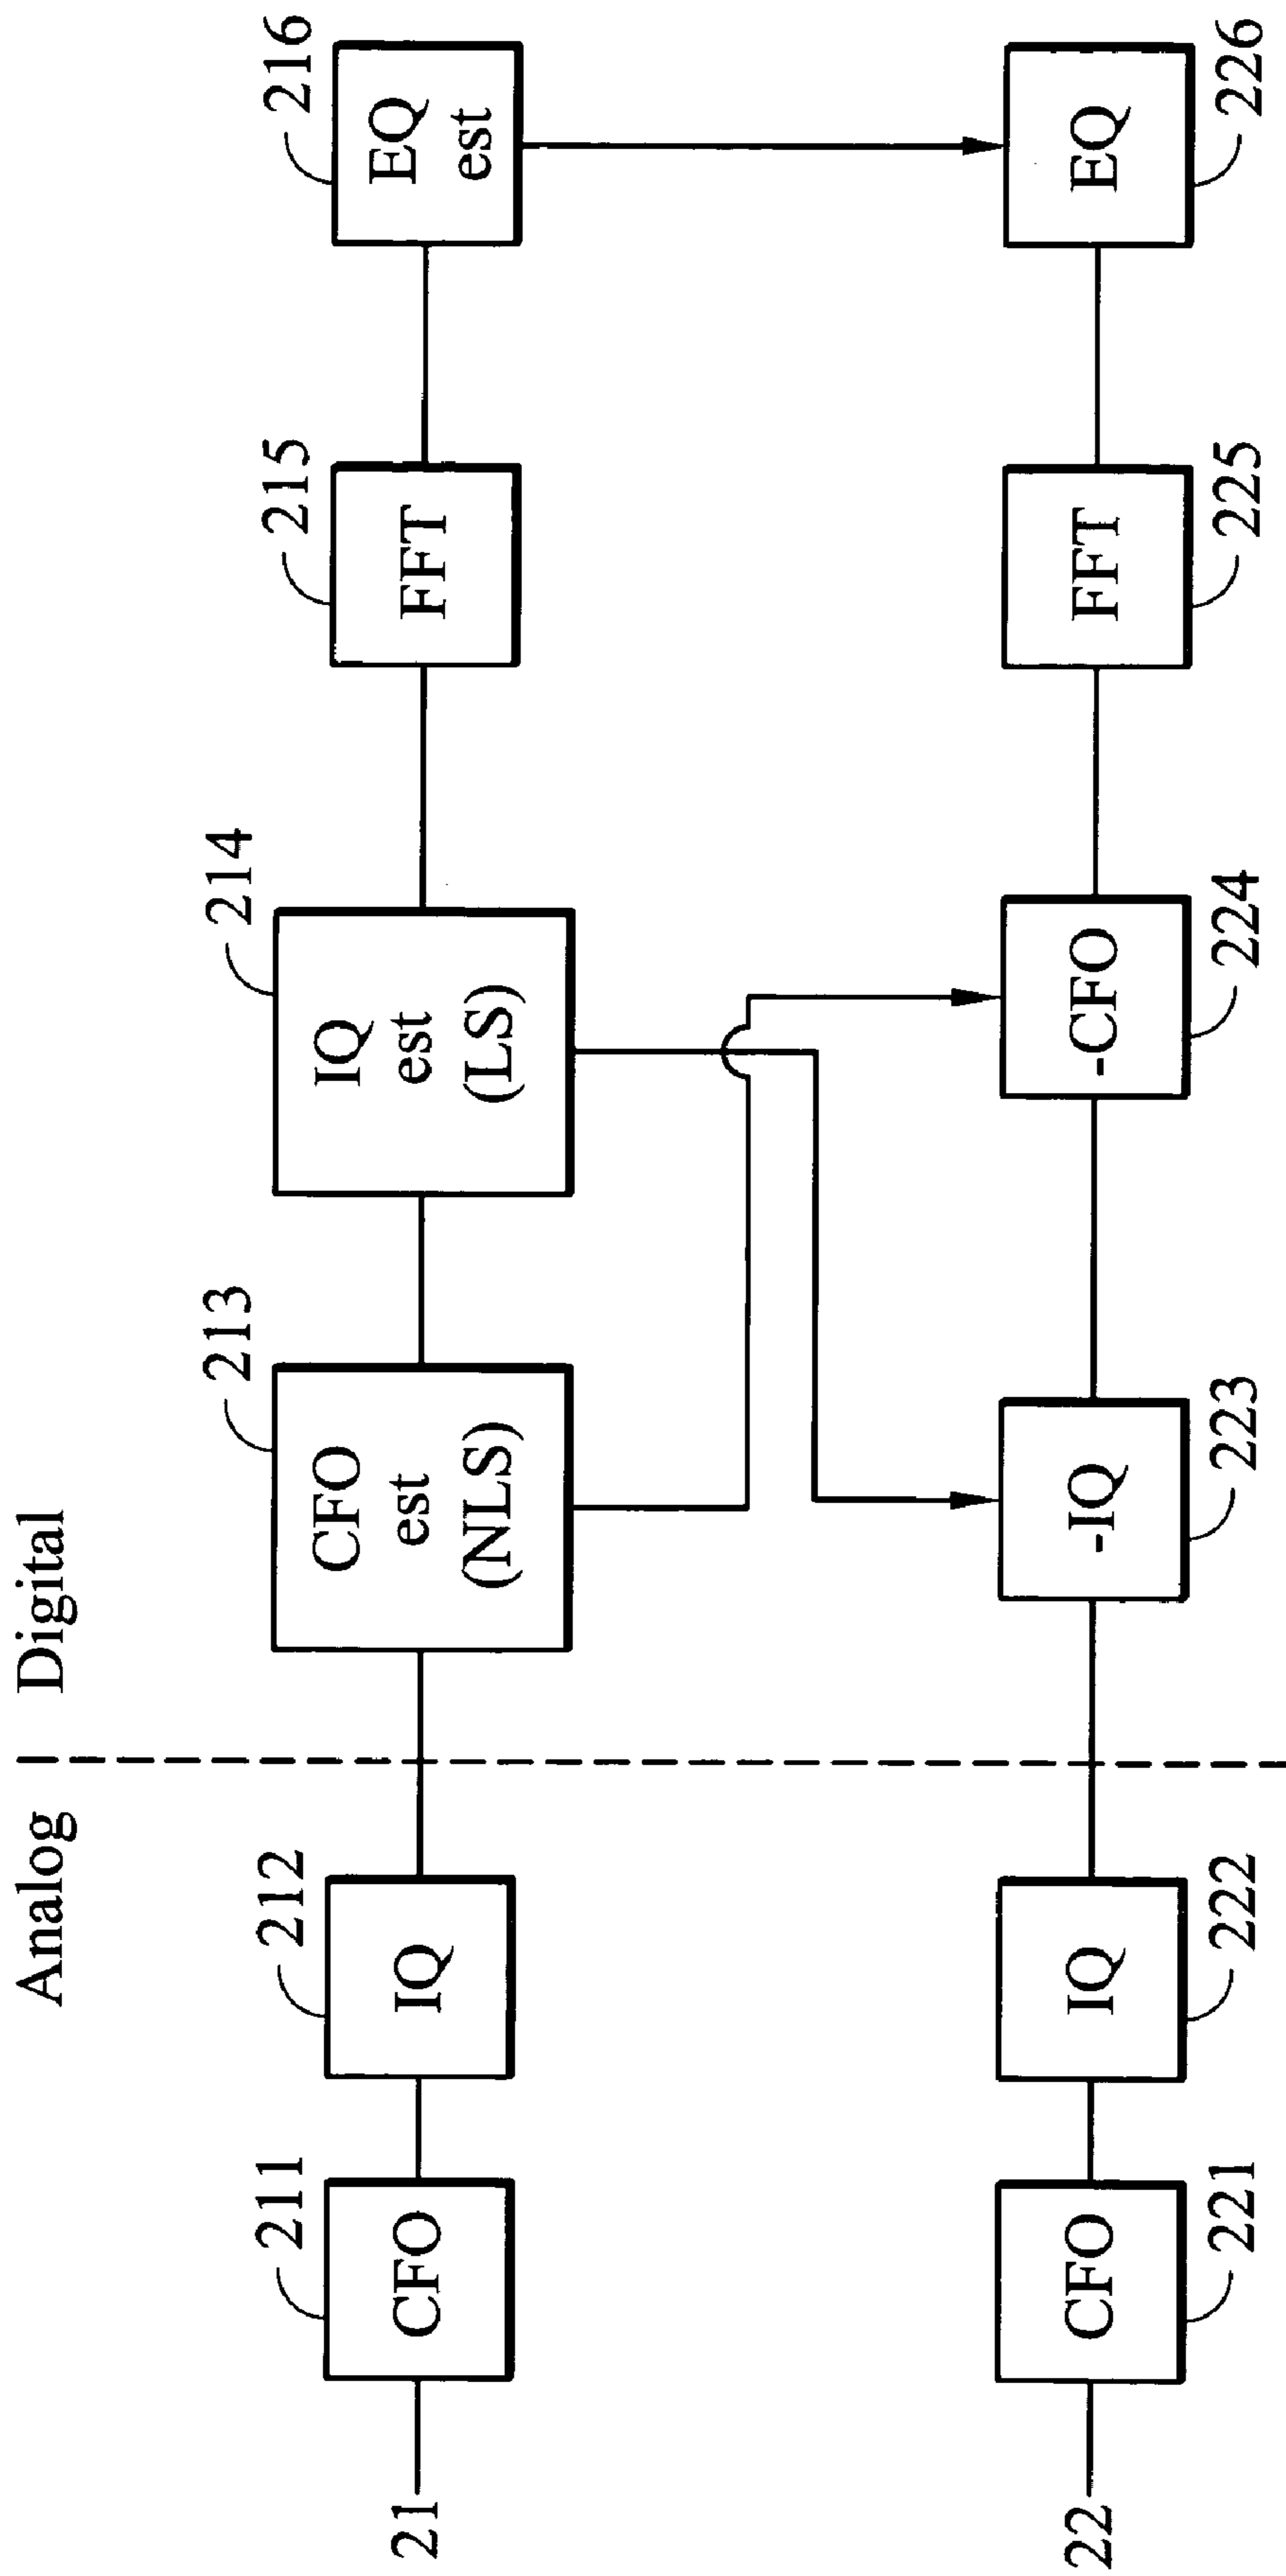 Analog
Digital
21
211
CFO
212
IQ
213
CFO
est
(NLS)
214
IQ
est
(LS)
215
FFT
216
EQ
est
22
CFO
221
IQ
222
-IQ
223
-CFO
224
FFT
225
EQ
226